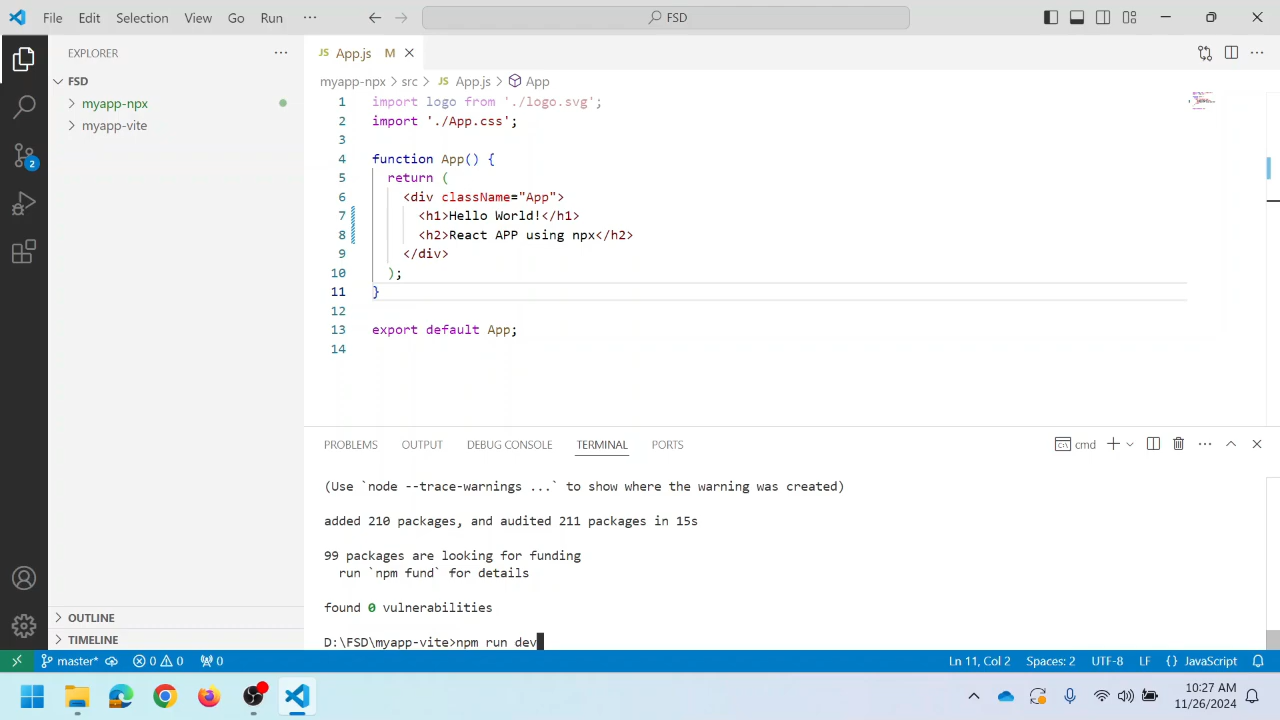 File Edit Selection View Go Run ··· FSD
EXPLORER ···
FSD
myapp-npx
myapp-vite
OUTLINE
TIMELINE
JS App.js M
myapp-npx > src > JS App.js > App
1 import logo from './logo.svg';
2 import './App.css';
3
4 function App() {
5 return (
6 <div className="App">
7 <h1>Hello World!</h1>
8 <h2>React APP using npx</h2>
9 </div>
10 );
11 }
12
13 export default App;
14
PROBLEMS OUTPUT DEBUG CONSOLE TERMINAL PORTS cmd
(Use `node --trace-warnings ...` to show where the warning was created)
added 210 packages, and audited 211 packages in 15s
99 packages are looking for funding
run `npm fund` for details
found 0 vulnerabilities
D:\FSD\myapp-vite>npm run dev
2
master* 0 0 0 Ln 11, Col 2 Spaces: 2 UTF-8 LF {} JavaScript
10:27 AM
11/26/2024